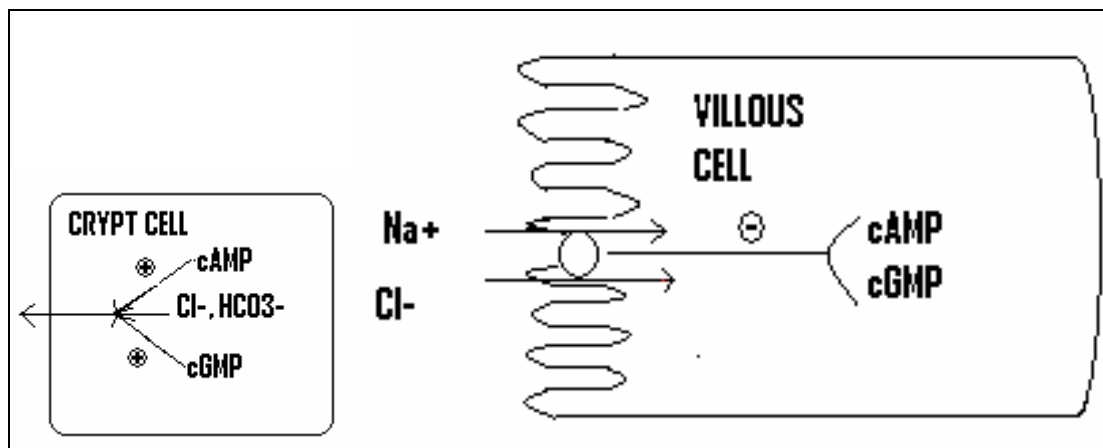 CRYPT CELL
cAMP
Cl-, HCO3-
cGMP
Na+
Cl-
VILLOUS
CELL
cAMP
cGMP